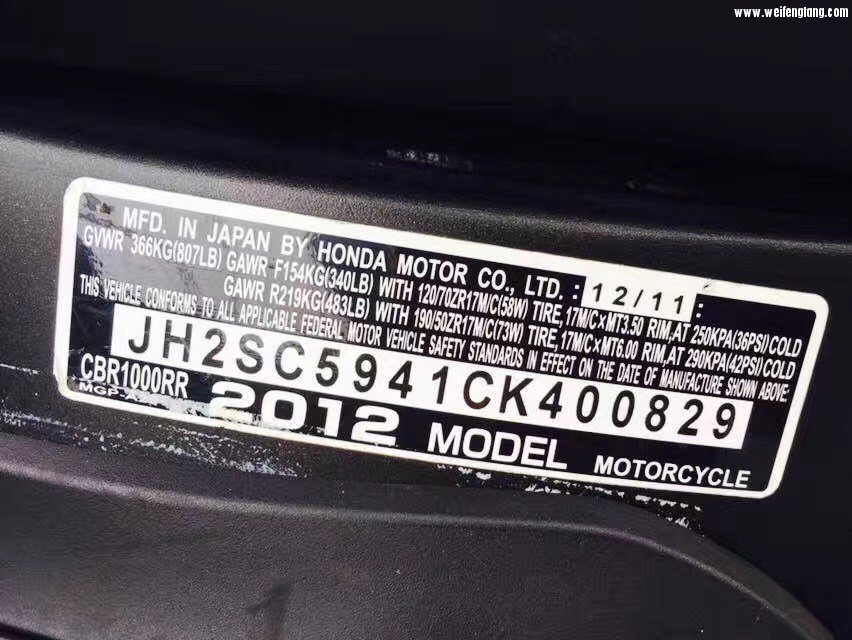 www.weifengtang.com
MFD. IN JAPAN BY HONDA MOTOR CO., LTD. : 12/11 :
GVWR 366KG(807LB) GAWR F154KG(340LB) WITH 120/70ZR17M/C(58W) TIRE,17M/C×MT3.50 RIM,AT 250KPA(36PSI)COLD
GAWR R219KG(483LB) WITH 190/50ZR17M/C(73W) TIRE,17M/C×MT6.00 RIM,AT 290KPA(42PSI)COLD
THIS VEHICLE CONFORMS TO ALL APPLICABLE FEDERAL MOTOR VEHICLE SAFETY STANDARDS IN EFFECT ON THE DATE OF MANUFACTURE SHOWN ABOVE.
JH2SC5941CK400829
CBR1000RR
MGP-A
2012 MODEL MOTORCYCLE